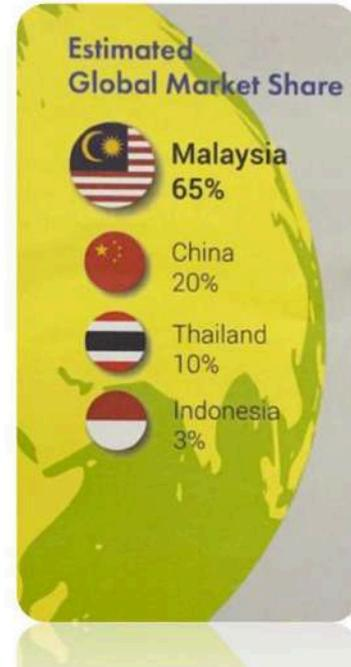 Estimated
Global Market Share
Malaysia
65%
China
20%
Thailand
10%
Indonesia
3%